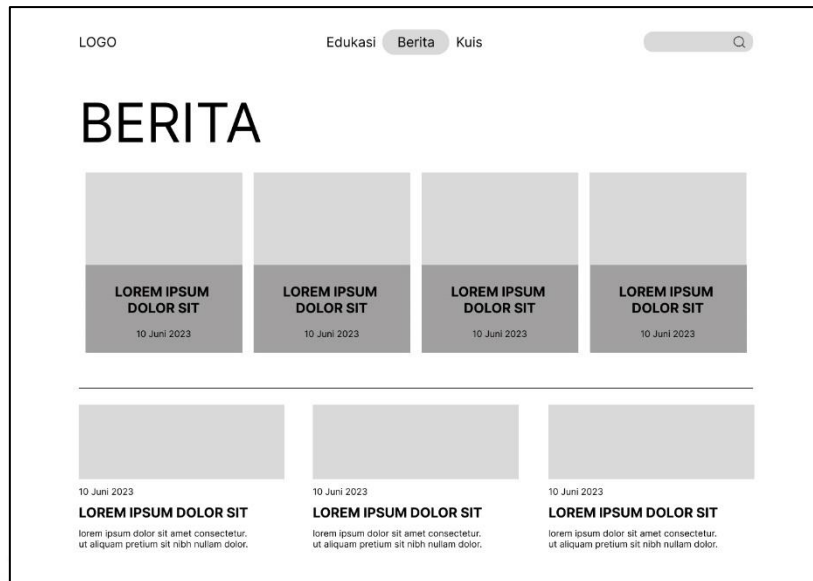 LOGO
Edukasi
Berita
Kuis
BERITA
LOREM IPSUM
DOLOR SIT
10 Juni 2023
LOREM IPSUM
DOLOR SIT
10 Juni 2023
LOREM IPSUM
DOLOR SIT
10 Juni 2023
LOREM IPSUM
DOLOR SIT
10 Juni 2023
10 Juni 2023
LOREM IPSUM DOLOR SIT
lorem ipsum dolor sit amet consectetur.
ut aliquam pretium sit nibh nullam dolor.
10 Juni 2023
LOREM IPSUM DOLOR SIT
lorem ipsum dolor sit amet consectetur.
ut aliquam pretium sit nibh nullam dolor.
10 Juni 2023
LOREM IPSUM DOLOR SIT
lorem ipsum dolor sit amet consectetur.
ut aliquam pretium sit nibh nullam dolor.